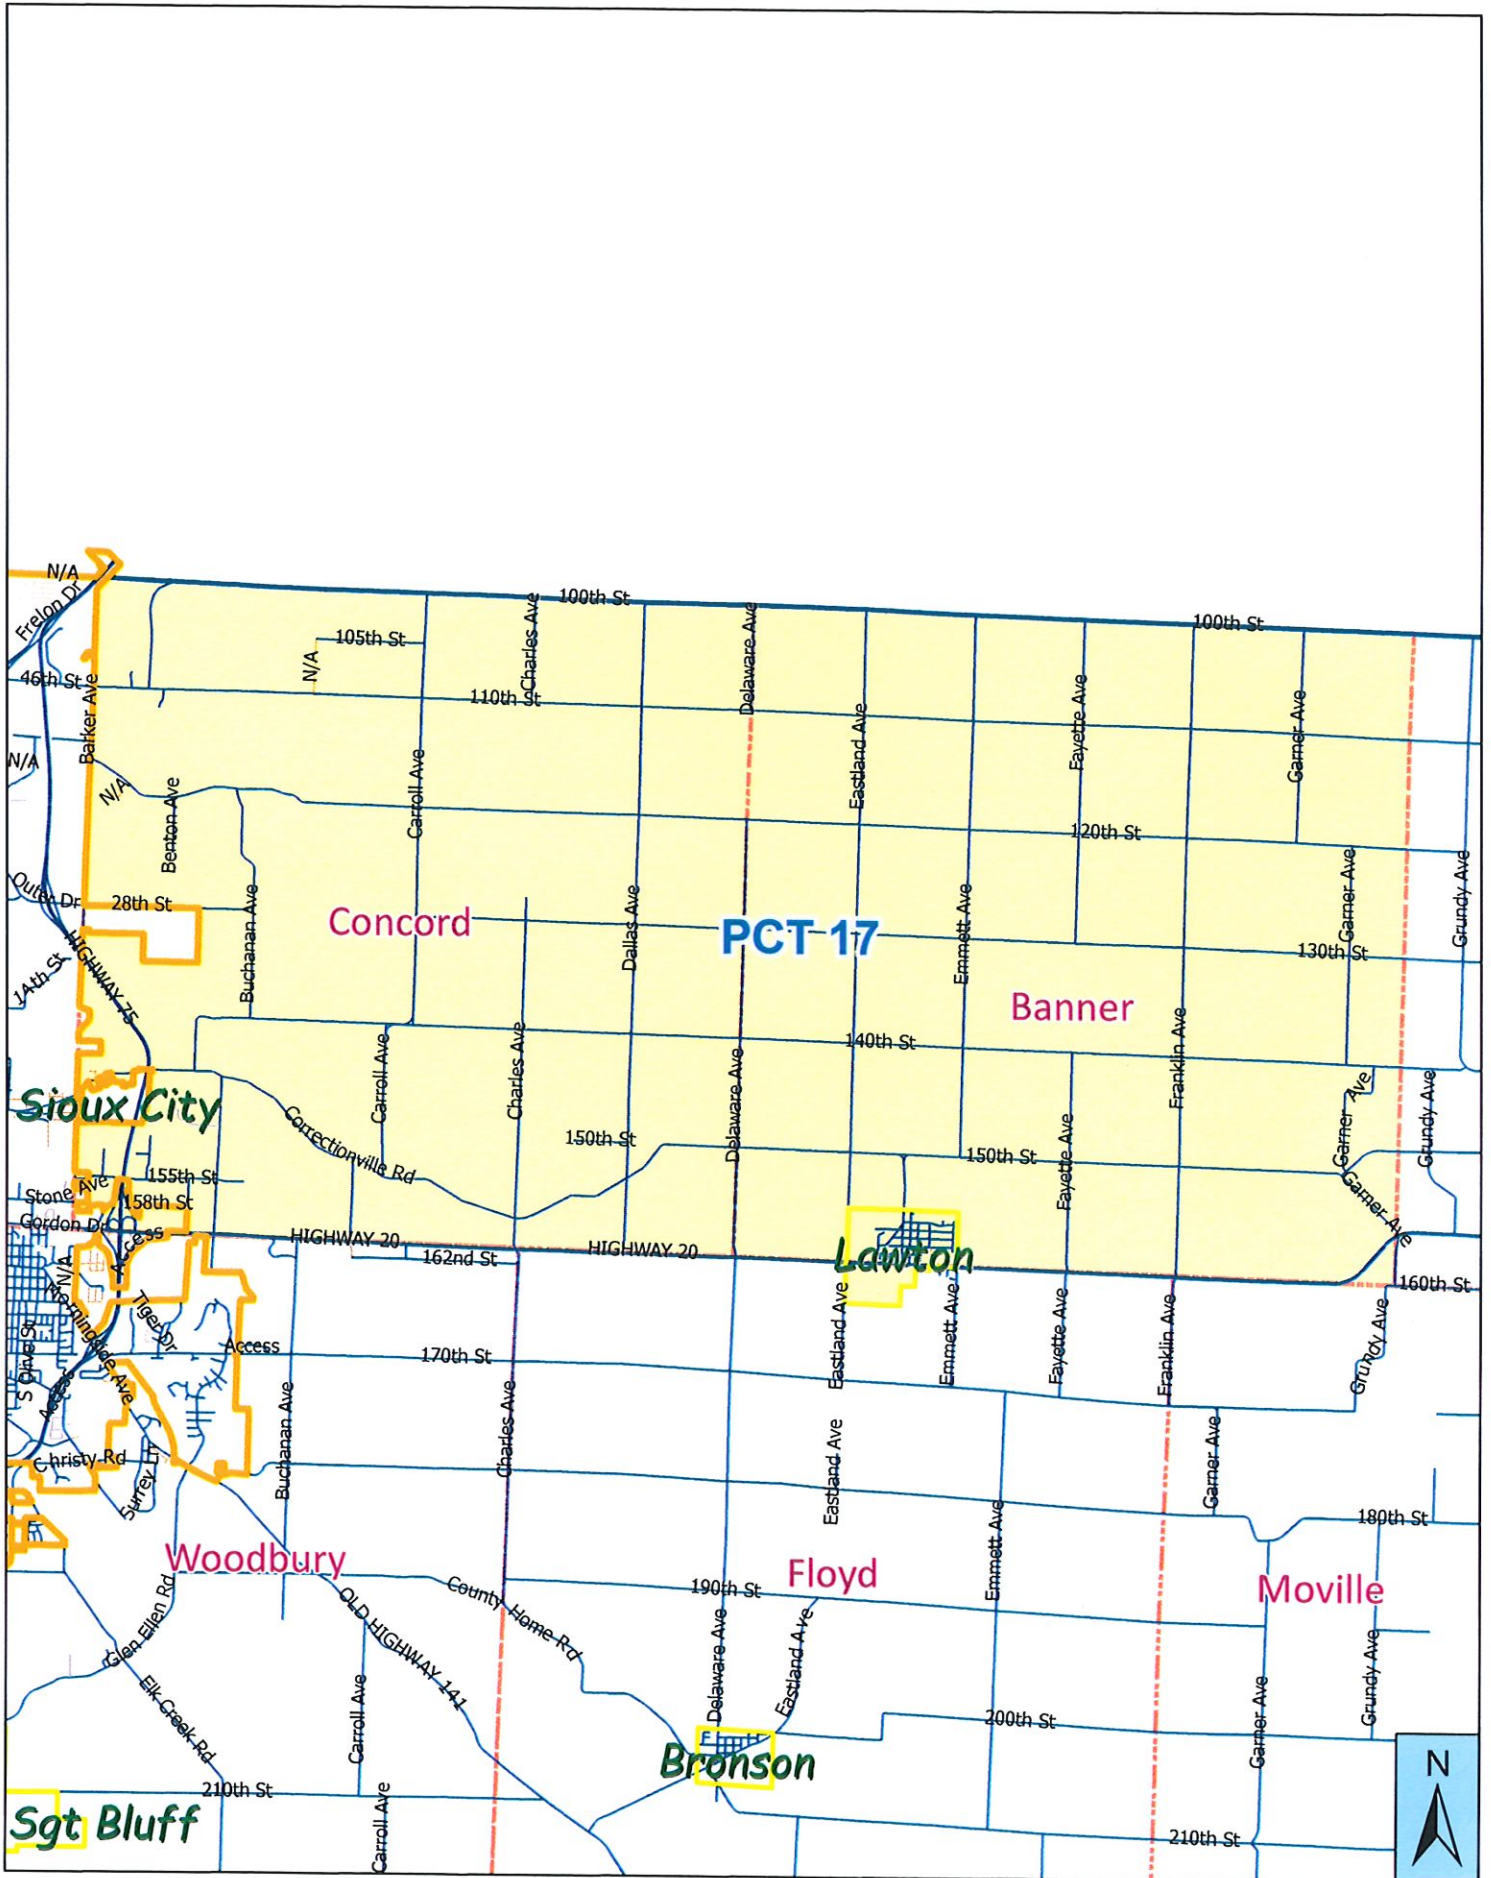 N/A
Frelon Dr
100th St
100th St
105th St
N/A
Charles Ave
Delaware Ave
46th St
110th St
Barker Ave
Fayette Ave
Garner Ave
Eastland Ave
N/A
N/A
Benton Ave
Carroll Ave
120th St
Outer Dr
28th St
Buchanan Ave
Concord
Dallas Ave
PCT 17
Emmett Ave
Garner Ave
Grundy Ave
130th St
HIGHWAY 75
14th St
Banner
Carroll Ave
Charles Ave
Delaware Ave
140th St
Franklin Ave
Sioux City
Correctionville Rd
150th St
150th St
Fayette Ave
Garner Ave
Grundy Ave
155th St
Stone Ave
158th St
Garner Ave
Gordon Dr
Access
HIGHWAY 20
HIGHWAY 20
162nd St
Lawton
160th St
N/A
Access
Morningside Ave
Tiger Dr
Access
170th St
Eastland Ave
Emmett Ave
Fayette Ave
Franklin Ave
Grundy Ave
S Olive St
Access
Buchanan Ave
Charles Ave
Eastland Ave
Garner Ave
Christy Rd
Surrey Ln
180th St
Woodbury
Emmett Ave
Floyd
190th St
Moville
County Home Rd
OLD HIGHWAY 141
Glen Ellen Rd
Elk Creek Rd
Carroll Ave
Delaware Ave
Eastland Ave
Garner Ave
Grundy Ave
200th St
Bronson
N
210th St
Sgt Bluff
Carroll Ave
210th St